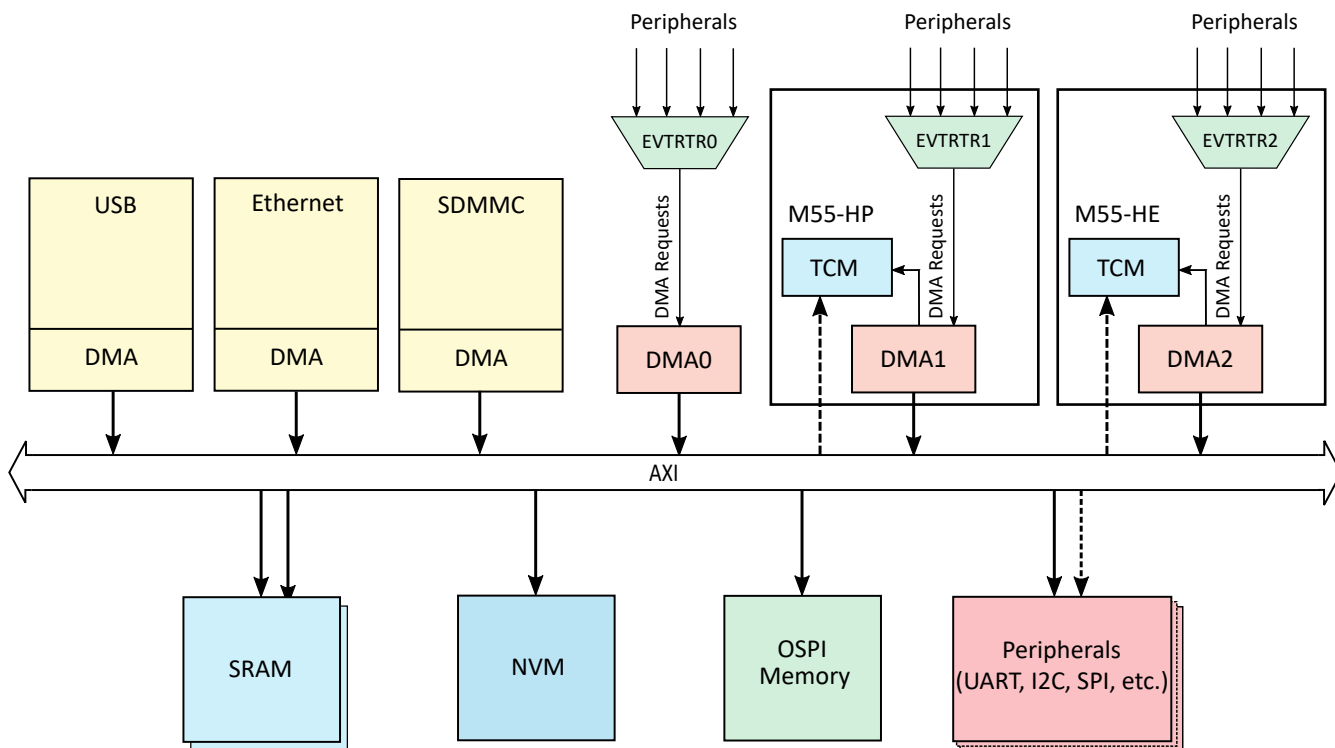 Peripherals
Peripherals
Peripherals
EVTRTR0
EVTRTR1
EVTRTR2
USB
Ethernet
SDMMC
DMA Requests
M55-HP
TCM
DMA Requests
M55-HE
TCM
DMA Requests
DMA
DMA
DMA
DMA0
DMA1
DMA2
AXI
SRAM
NVM
OSPI
Memory
Peripherals
(UART, I2C, SPI, etc.)